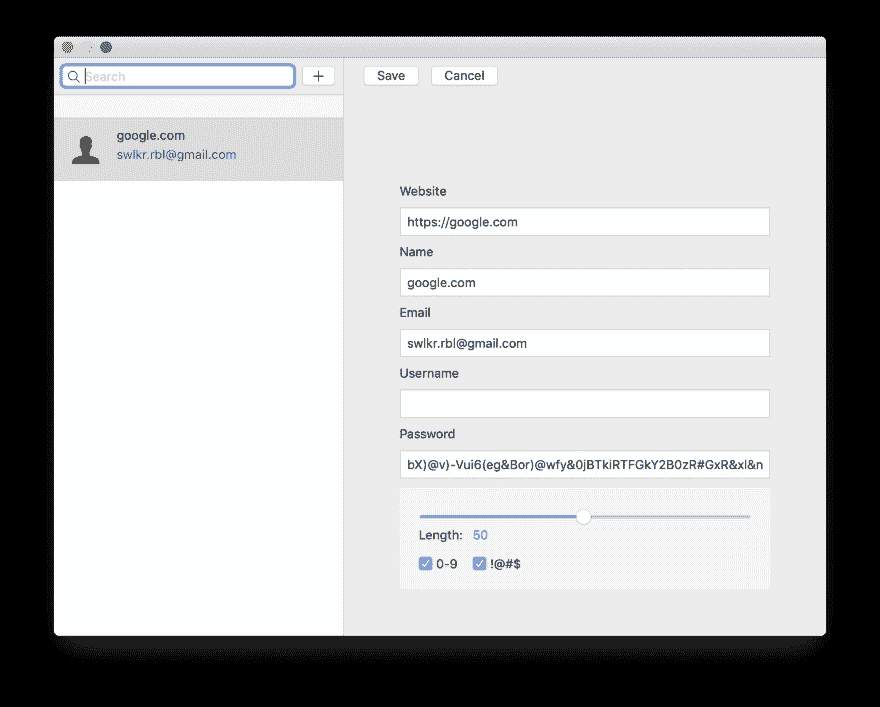 Search
+
Save
Cancel
google.com
swlkr.rbl@gmail.com
Website
https://google.com
Name
google.com
Email
swlkr.rbl@gmail.com
Username
Password
bX)@v)-Vui6(eg&Bor)@wfy&0jBTkiRTFGkY2B0zR#GxR&xl&n
Length: 50
0-9
!@#$